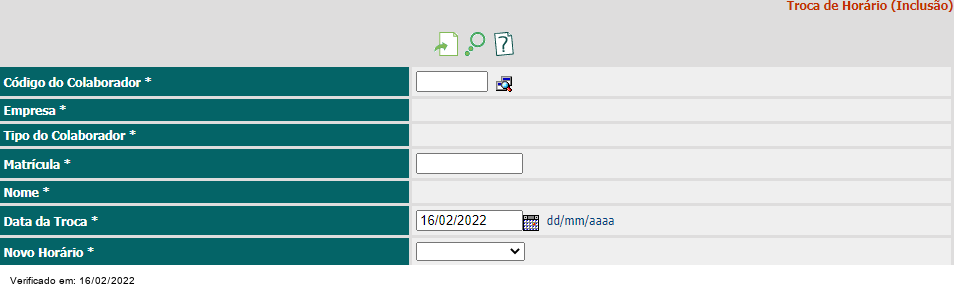 Troca de Horário (Inclusão)
?
Código do Colaborador *
Empresa *
Tipo do Colaborador *
Matrícula *
Nome *
Data da Troca * 16/02/2022 dd/mm/aaaa
Novo Horário *
Verificado em: 16/02/2022